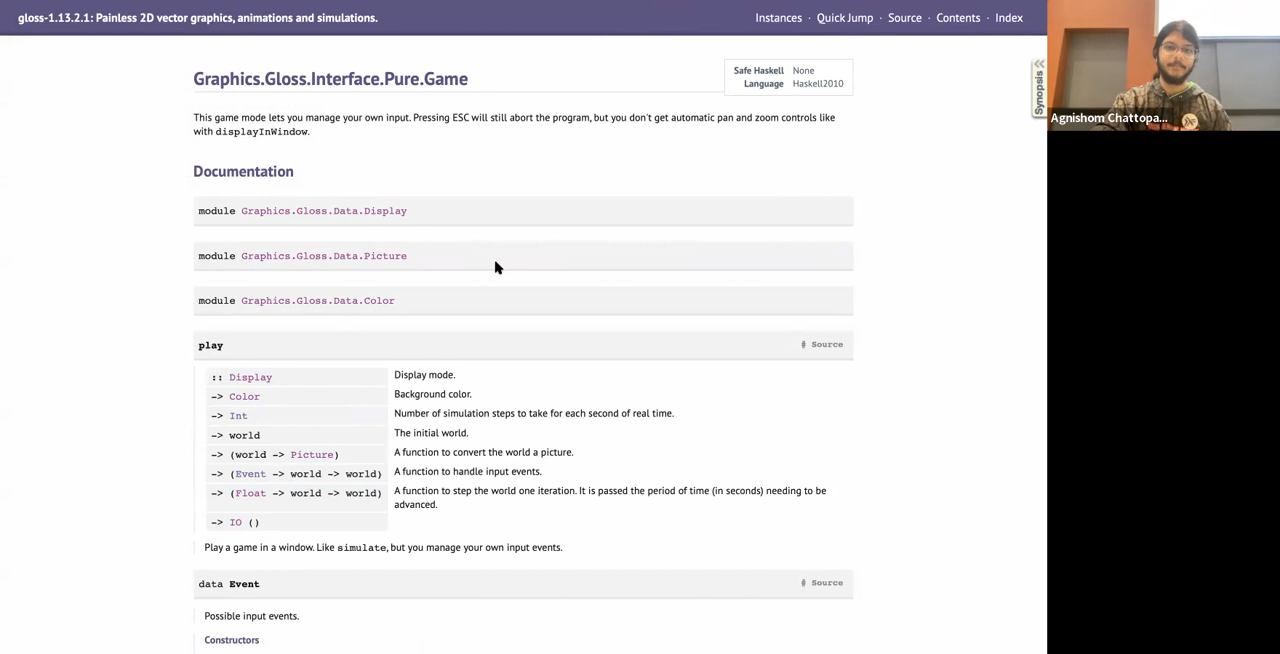 gloss-1.13.2.1: Painless 2D vector graphics, animations and simulations.
Instances · Quick Jump · Source · Contents · Index
Graphics.Gloss.Interface.Pure.Game
Safe Haskell None
Language Haskell2010
Synopsis
Agnishom Chattopa...
This game mode lets you manage your own input. Pressing ESC will still abort the program, but you don't get automatic pan and zoom controls like
with displayInWindow.
Documentation
module Graphics.Gloss.Data.Display
module Graphics.Gloss.Data.Picture
module Graphics.Gloss.Data.Color
play # Source
:: Display Display mode.
-> Color Background color.
-> Int Number of simulation steps to take for each second of real time.
-> world The initial world.
-> (world -> Picture) A function to convert the world a picture.
-> (Event -> world -> world) A function to handle input events.
-> (Float -> world -> world) A function to step the world one iteration. It is passed the period of time (in seconds) needing to be
advanced.
-> IO ()
Play a game in a window. Like simulate, but you manage your own input events.
data Event # Source
Possible input events.
Constructors